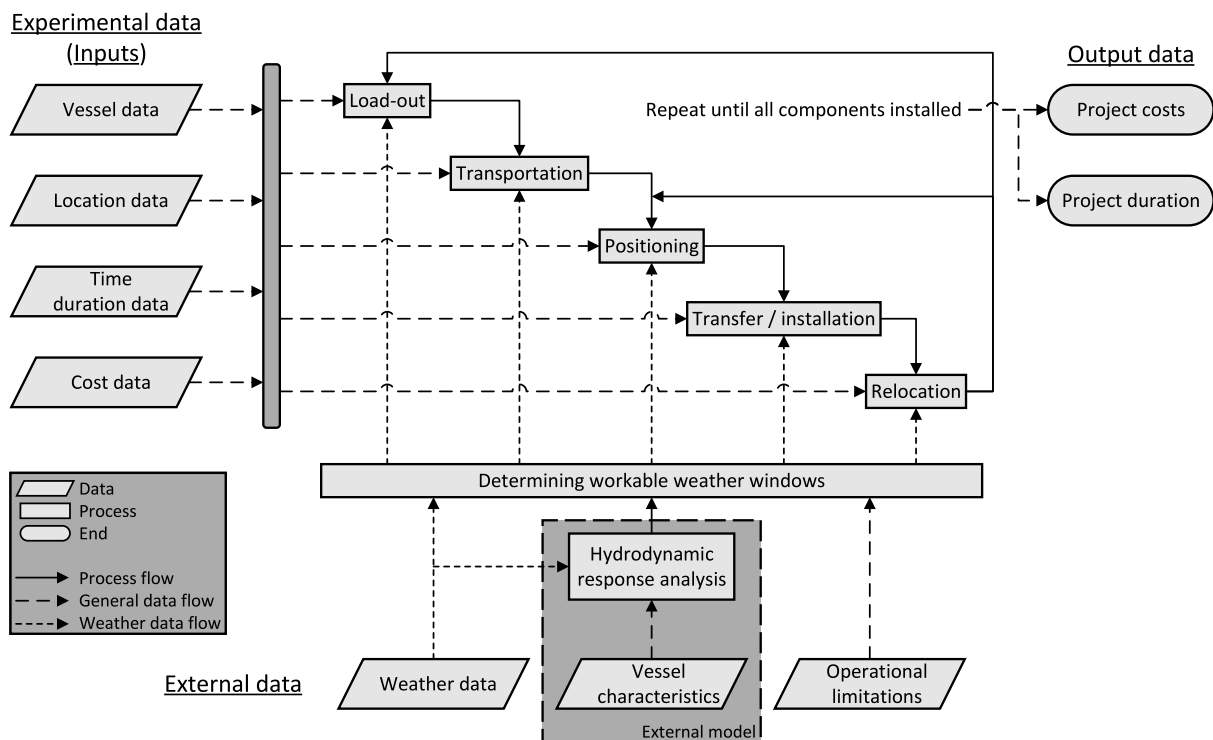 Experimental data
(Inputs)
Output data
Vessel data
Load-out
Repeat until all components installed
Project costs
Transportation
Location data
Project duration
Positioning
Time
duration data
Transfer / installation
Cost data
Relocation
Determining workable weather windows
Data
Process
End
Process flow
General data flow
Weather data flow
Hydrodynamic
response analysis
External data
Weather data
Vessel
characteristics
Operational
limitations
External model